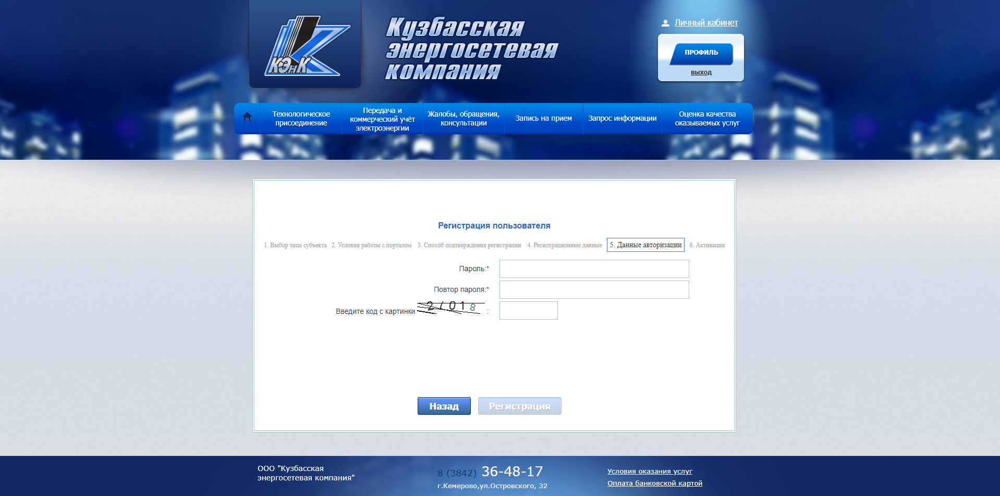 КЭнК
Кузбасская
энергосетевая
компания
Личный кабинет
ПРОФИЛЬ
выход
Технологическое
присоединение
Передача и
коммерческий учёт
электроэнергии
Жалобы, обращения,
консультации
Запись на прием
Запрос информации
Оценка качества
оказываемых услуг
Регистрация пользователя
1. Выбор типа субъекта 2. Условия работы с порталом 3. Способ подтверждения регистрации 4. Регистрационные данные 5. Данные авторизации 6. Активация
Пароль:*
Повтор пароля:*
Введите код с картинки :
Назад Регистрация
ООО "Кузбасская
энергосетевая компания"
8 (3842) 36-48-17
г.Кемерово,ул.Островского, 32
Условия оказания услуг
Оплата банковской картой